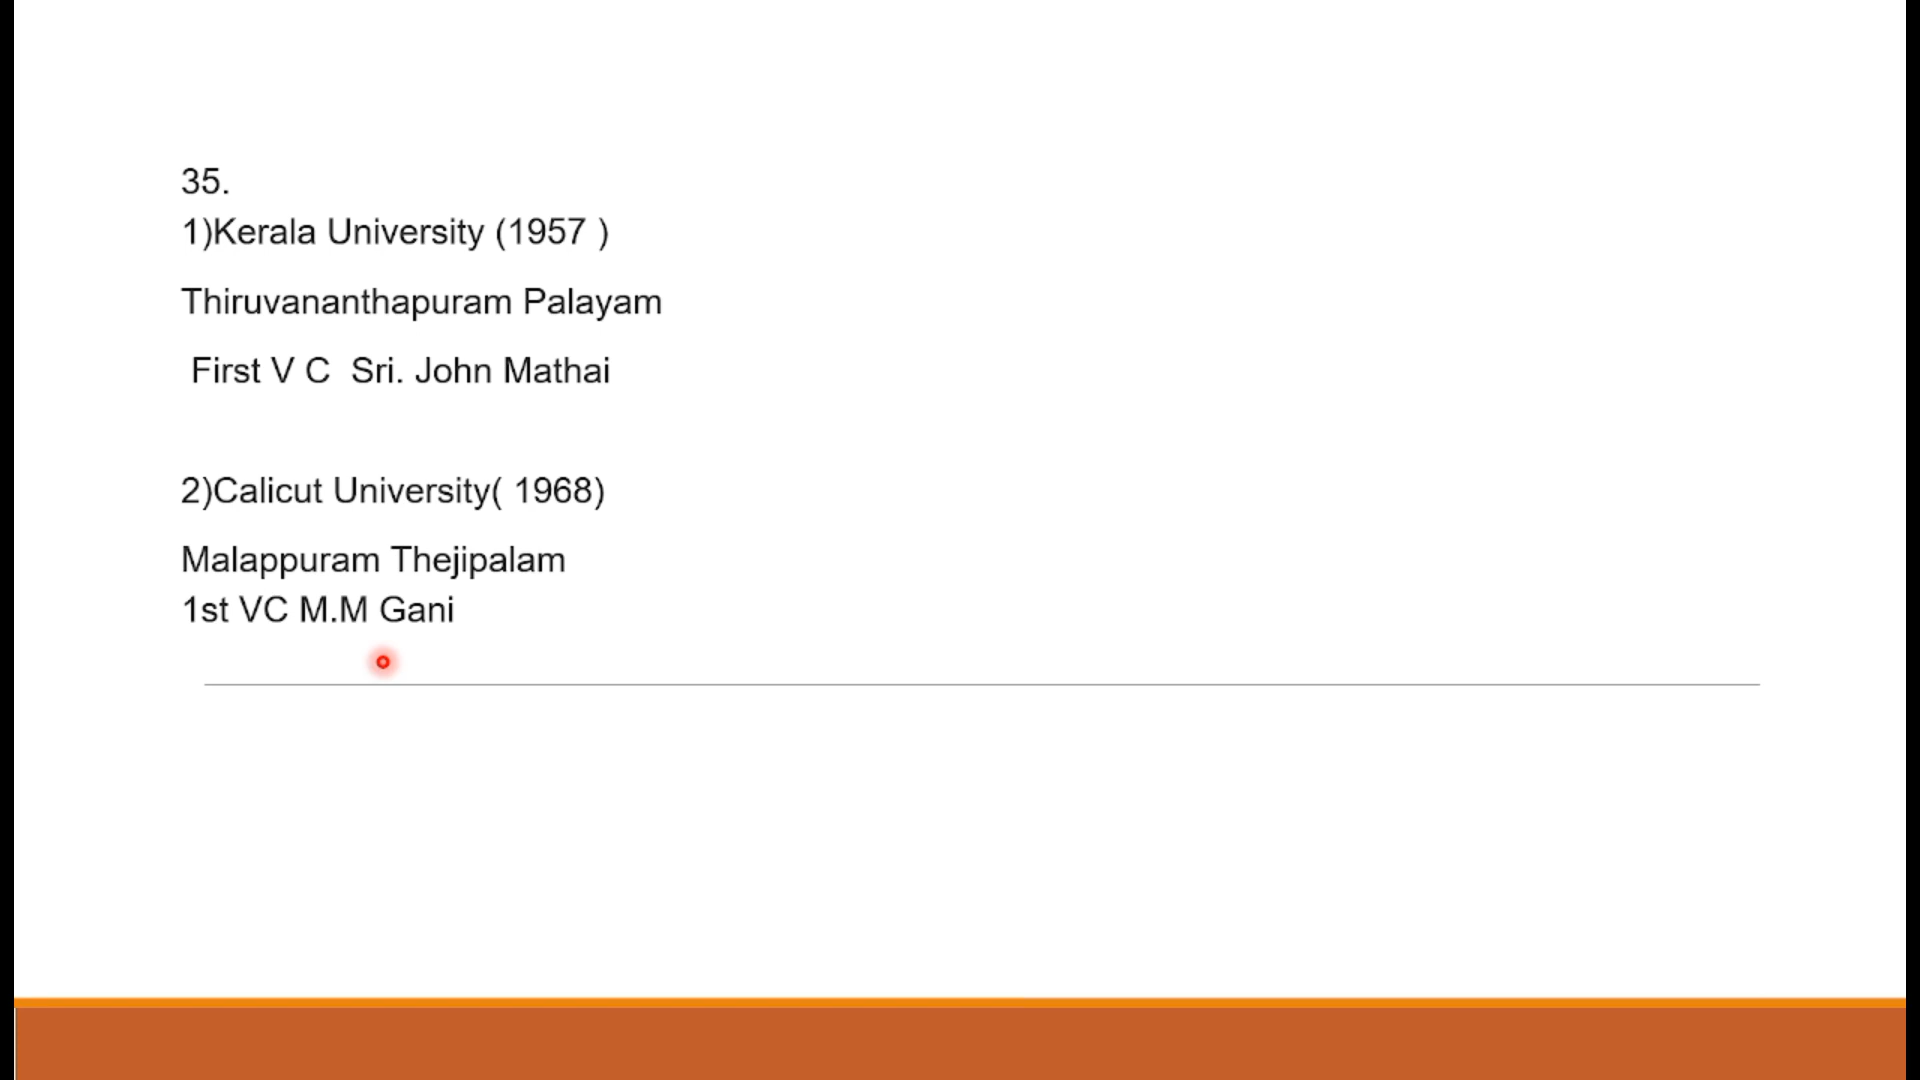 35.
1)Kerala University (1957 )
Thiruvananthapuram Palayam
First V C  Sri. John Mathai
2)Calicut University( 1968)
Malappuram Thejipalam
1st VC M.M Gani